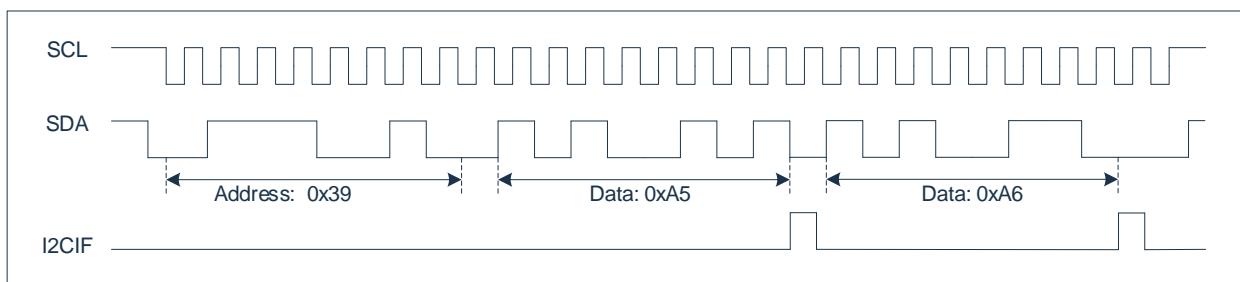 SCL
SDA
Address: 0x39
Data: 0xA5
Data: 0xA6
I2CIF